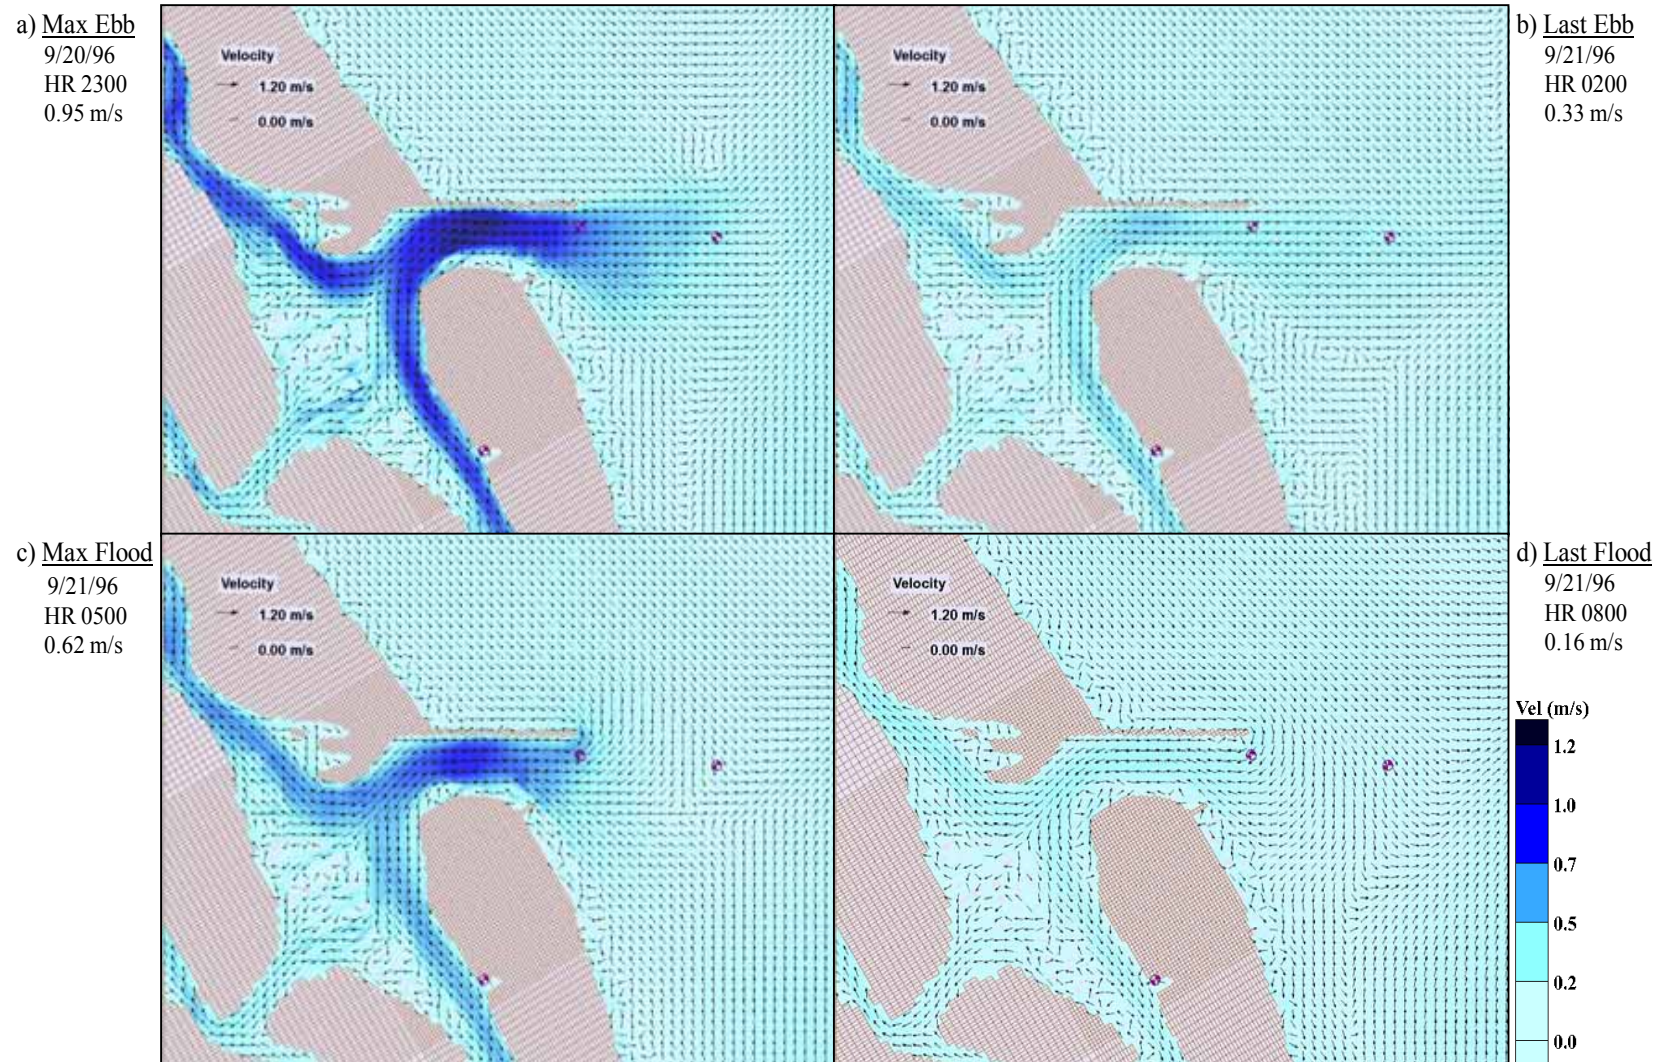 a) Max Ebb
9/20/96
HR 2300
0.95 m/s
Velocity
1.20 m/s
0.00 m/s
Velocity
1.20 m/s
0.00 m/s
b) Last Ebb
9/21/96
HR 0200
0.33 m/s
c) Max Flood
9/21/96
HR 0500
0.62 m/s
Velocity
1.20 m/s
0.00 m/s
Velocity
1.20 m/s
0.00 m/s
d) Last Flood
9/21/96
HR 0800
0.16 m/s
Vel (m/s)
1.2
1.0
0.7
0.5
0.2
0.0